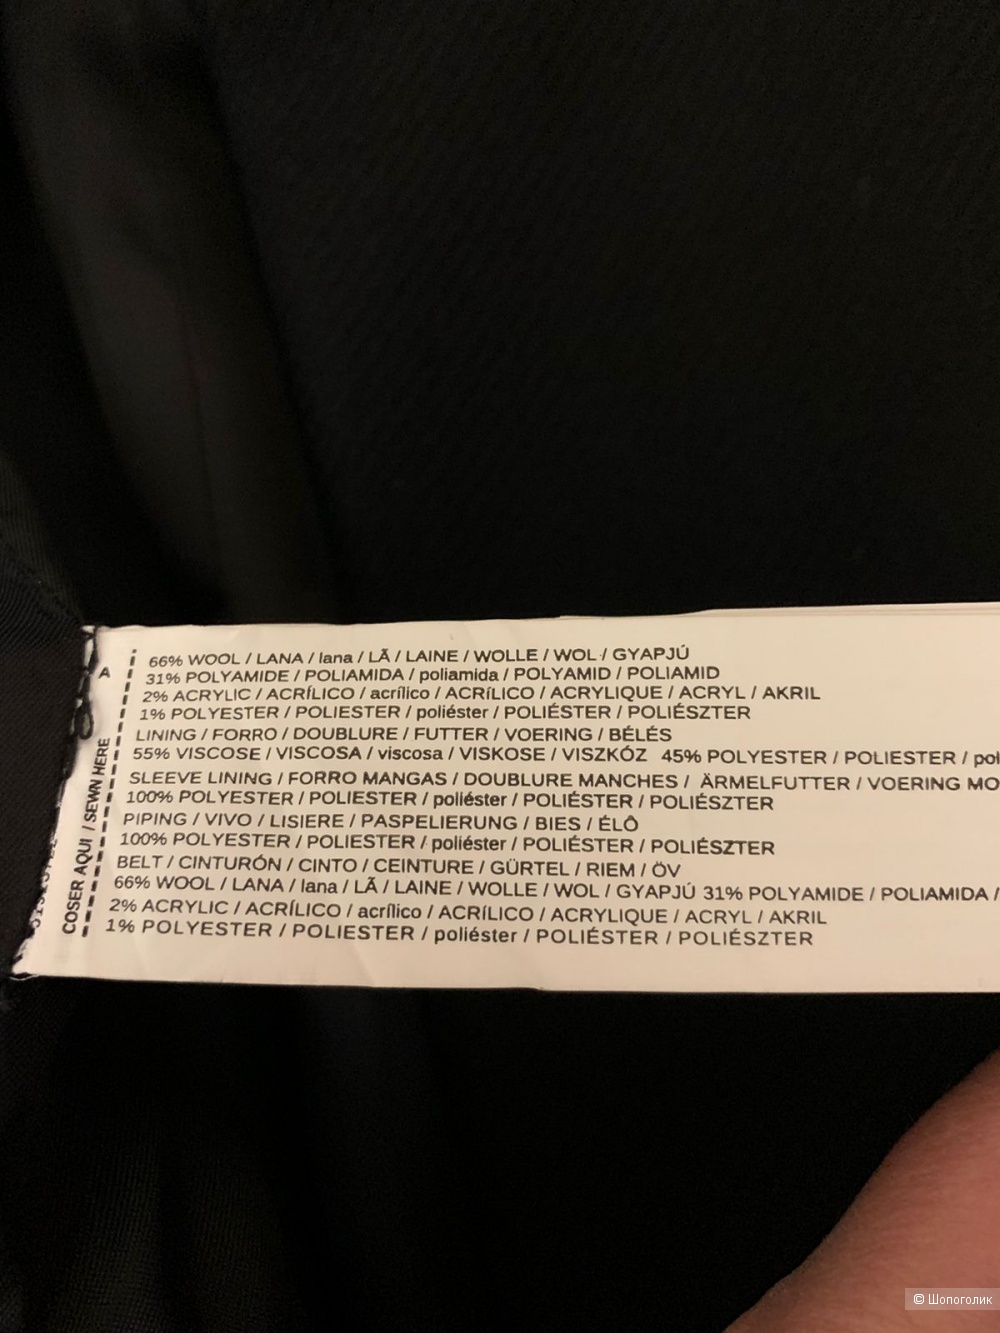 66% WOOL / LANA / lana / LÃ / LAINE / WOLLE / WOL / GYAPJÚ
31% POLYAMIDE / POLIAMIDA / poliamida / POLYAMID / POLIAMID
2% ACRYLIC / ACRÍLICO / acrílico / ACRÍLICO / ACRYLIQUE / ACRYL / AKRIL
1% POLYESTER / POLIESTER / poliéster / POLIÉSTER / POLIÉSZTER
LINING / FORRO / DOUBLURE / FUTTER / VOERING / BÉLÉS
55% VISCOSE / VISCOSA / viscosa / VISKOSE / VISZKÓZ 45% POLYESTER / POLIESTER / pol
SLEEVE LINING / FORRO MANGAS / DOUBLURE MANCHES / ÄRMELFUTTER / VOERING MO
100% POLYESTER / POLIESTER / poliéster / POLIÉSTER / POLIÉSZTER
PIPING / VIVO / LISIERE / PASPELIERUNG / BIES / ÉLÔ
100% POLYESTER / POLIESTER / poliéster / POLIÉSTER / POLIÉSZTER
BELT / CINTURÓN / CINTO / CEINTURE / GÜRTEL / RIEM / ÖV
66% WOOL / LANA / lana / LÃ / LAINE / WOLLE / WOL / GYAPJÚ 31% POLYAMIDE / POLIAMIDA /
2% ACRYLIC / ACRÍLICO / acrílico / ACRÍLICO / ACRYLIQUE / ACRYL / AKRIL
1% POLYESTER / POLIESTER / poliéster / POLIÉSTER / POLIÉSZTER
A
COSER AQUI / SEWN HERE
© Шопоголик